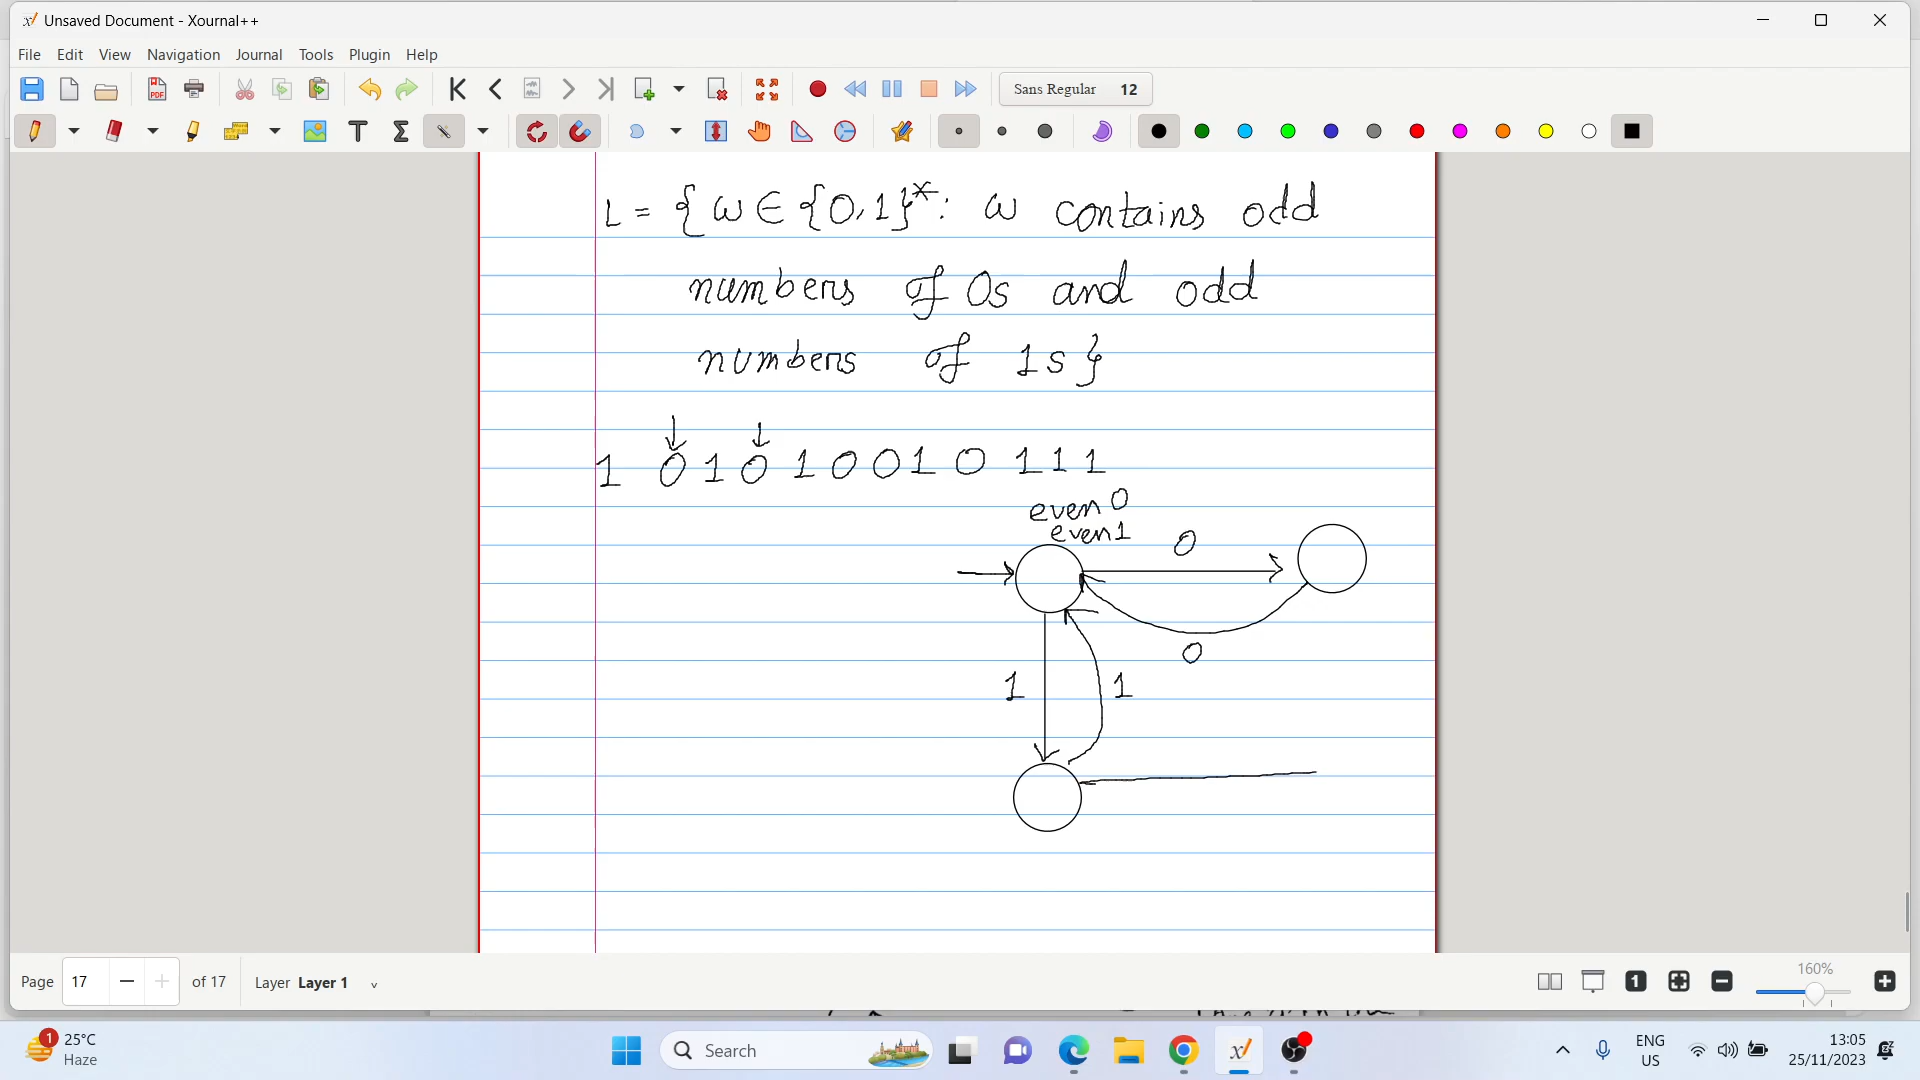 Unsaved Document - Xournal++
File Edit View Navigation Journal Tools Plugin Help
Sans Regular 12
L = {ω ∈ {0,1}*: ω contains odd
numbers of 0s and odd
numbers of 1s}
1 0 1 0 1 0 0 1 0 1 1 1
even 0
even 1
0
0
1 1
Page 17 of 17 Layer Layer 1
160%
1
25°C
Haze
Search
ENG
US
13:05
25/11/2023